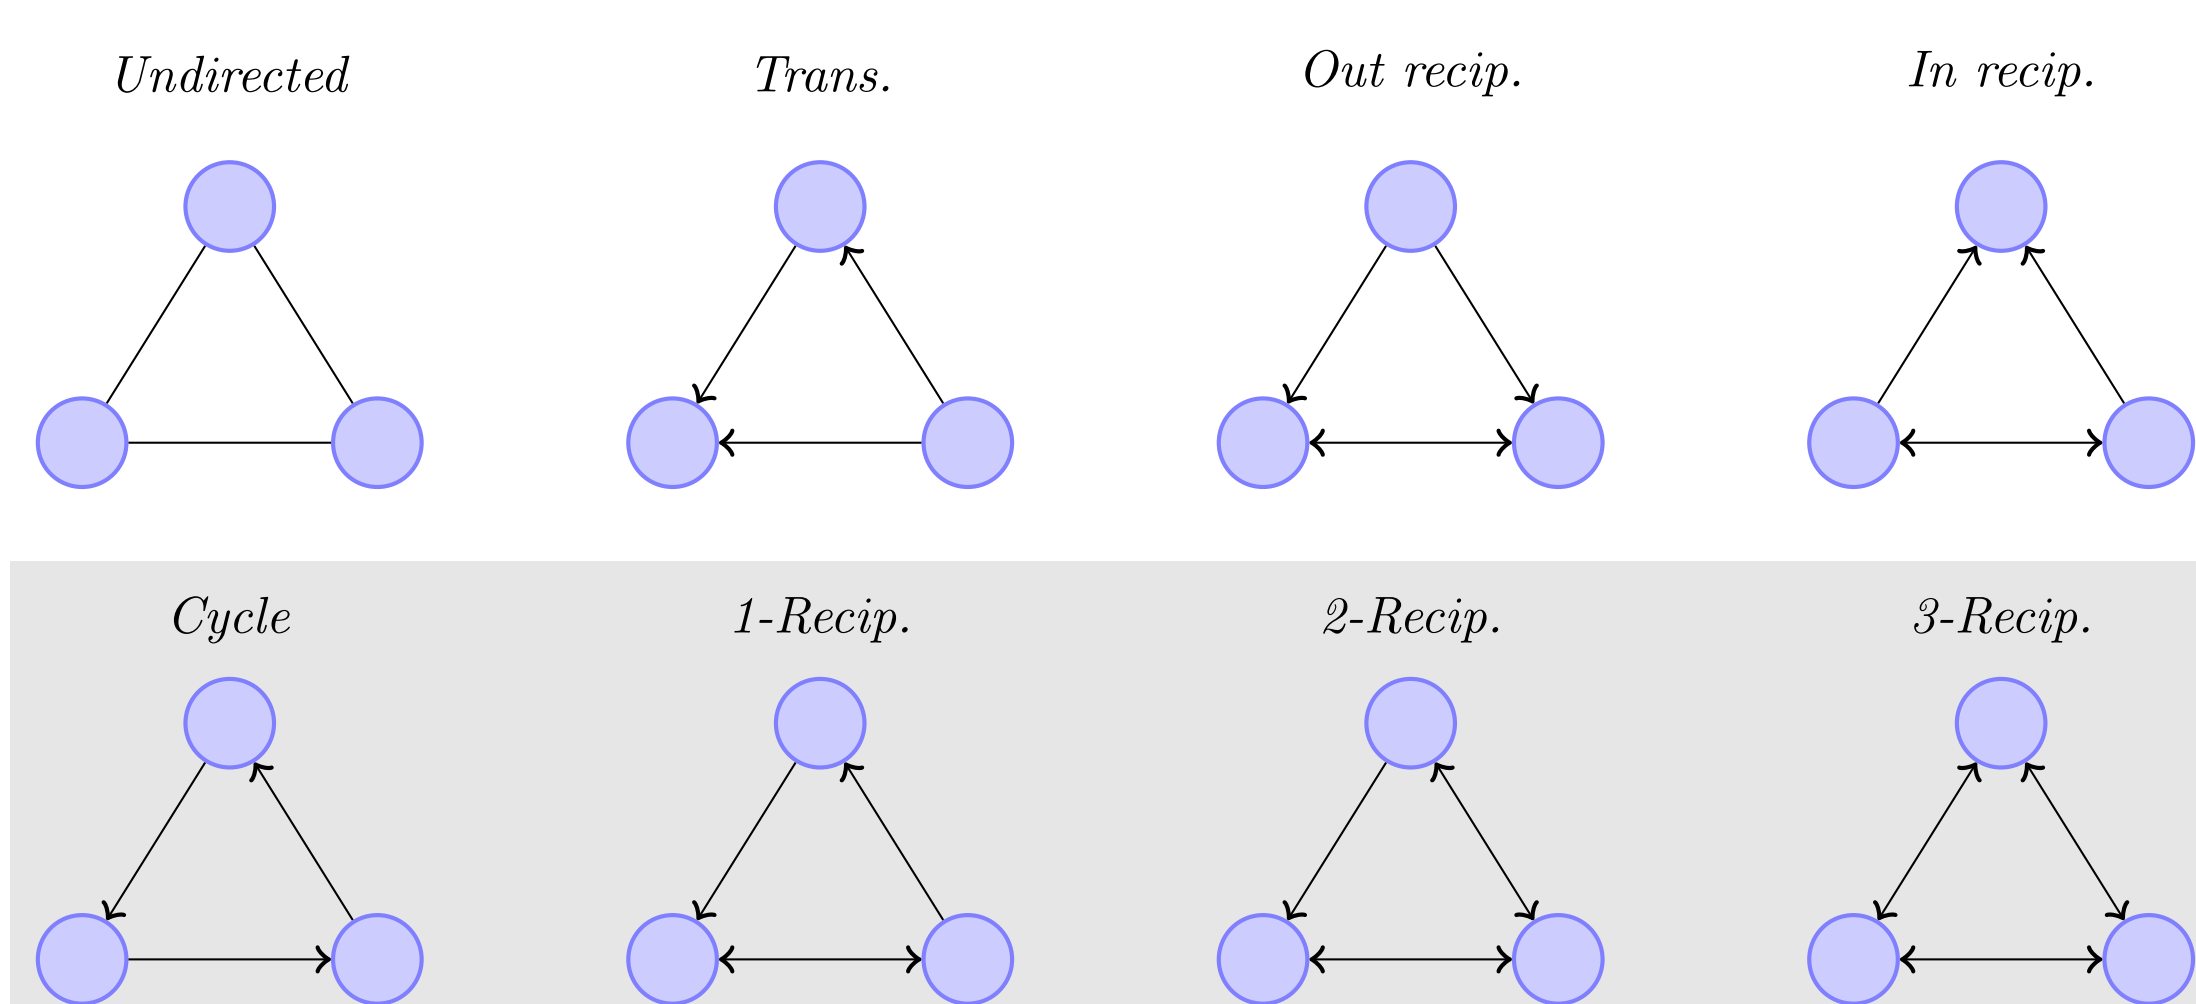 Undirected
Trans.
Out recip.
In recip.
Cycle
1-Recip.
2-Recip.
3-Recip.